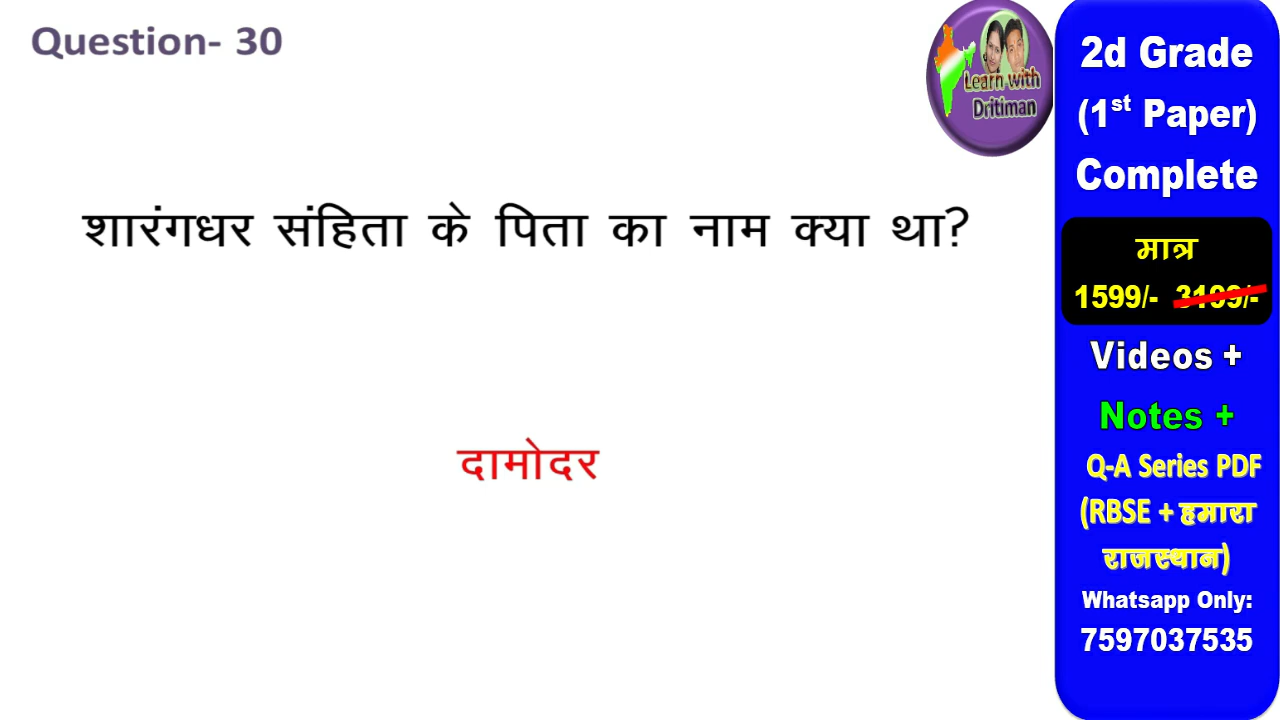 Question- 30
शारंगधर संहिता के पिता का नाम क्या था?
दामोदर
Learn with
Dritiman
2d Grade
(1st Paper)
Complete
मात्र
1599/- 3199/-
Videos +
Notes +
Q-A Series PDF
(RBSE + हमारा
राजस्थान)
Whatsapp Only:
7597037535